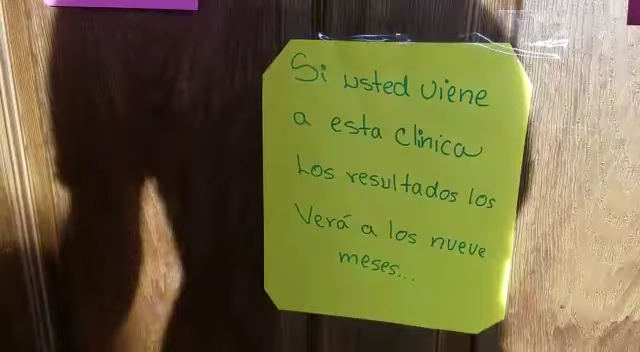 Si usted viene
a esta Clinica
Los resultados los
Verá a los nueve
meses...